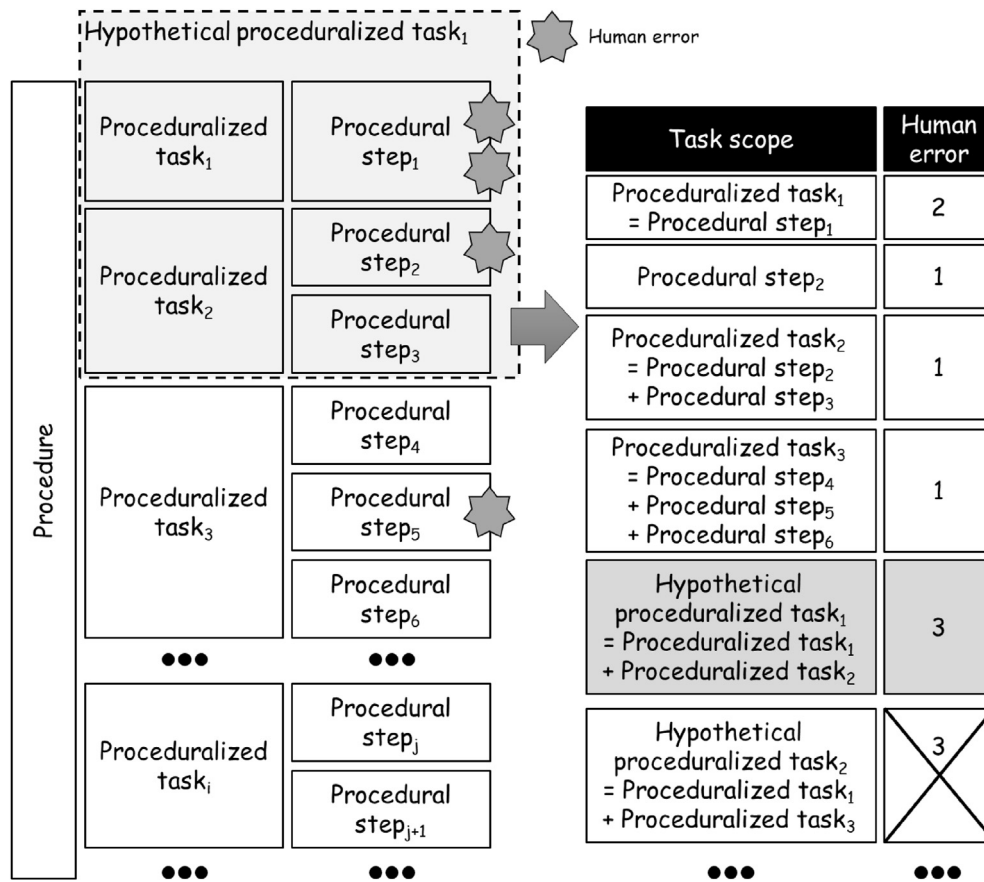 Hypothetical proceduralized task₁
Human error
Procedure
Proceduralized
task₁
Procedural
step₁
Proceduralized
task₂
Procedural
step₂
Procedural
step₃
Proceduralized
task₃
Procedural
step₄
Procedural
step₅
Procedural
step₆
●●● ●●●
Proceduralized
taskᵢ
Procedural
stepⱼ
Procedural
stepⱼ₊₁
●●● ●●●
Task scope
Human
error
Proceduralized task₁
= Procedural step₁
2
Procedural step₂
1
Proceduralized task₂
= Procedural step₂
+ Procedural step₃
1
Proceduralized task₃
= Procedural step₄
+ Procedural step₅
+ Procedural step₆
1
Hypothetical
proceduralized task₁
= Proceduralized task₁
+ Proceduralized task₂
3
Hypothetical
proceduralized task₂
= Proceduralized task₁
+ Proceduralized task₃
3
●●● ●●●